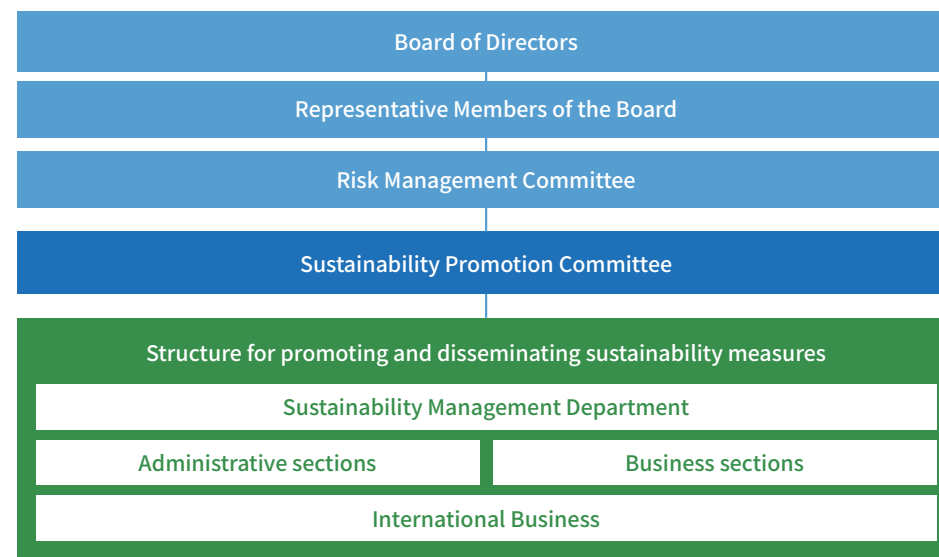 Board of Directors
Representative Members of the Board
Risk Management Committee
Sustainability Promotion Committee
Structure for promoting and disseminating sustainability measures
Sustainability Management Department
Administrative sections
Business sections
International Business